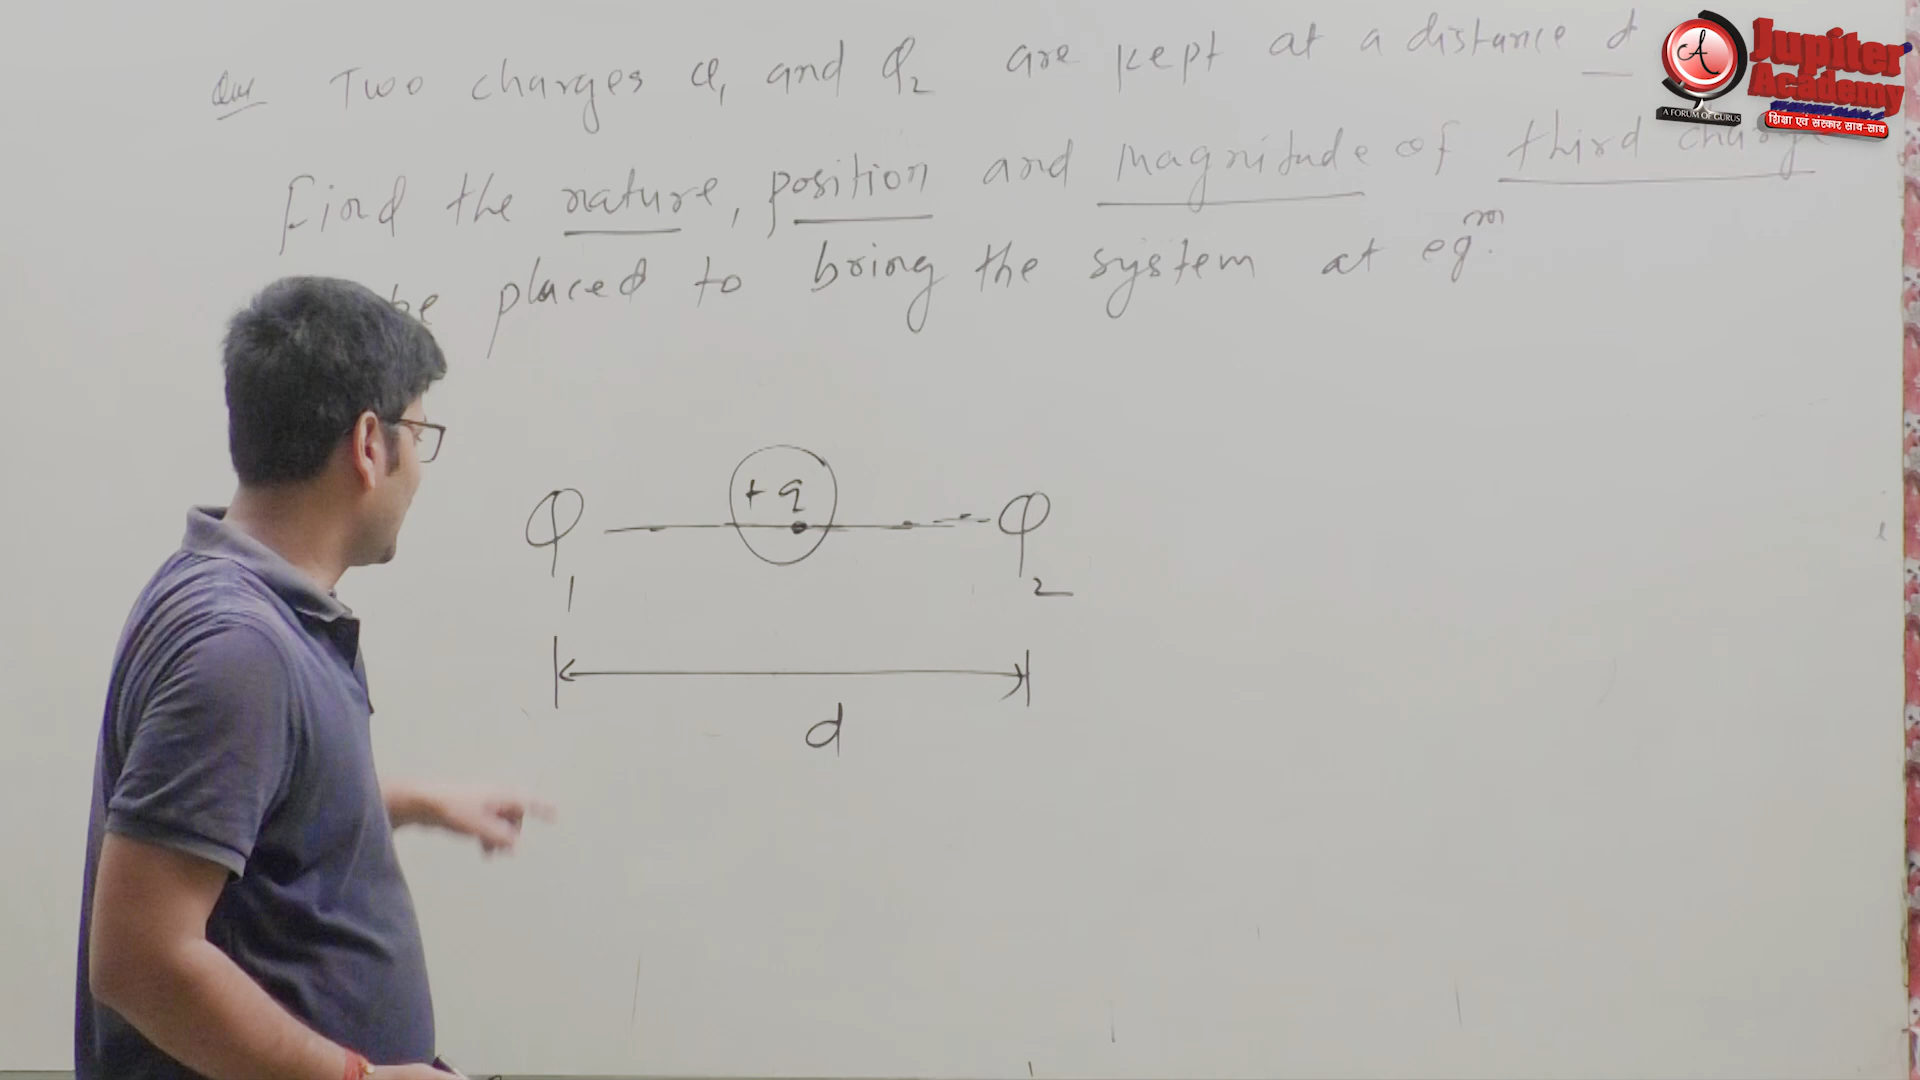 Que Two charges Q1 and Q2 are kept at a distance d
Find the nature, position and magnitude of third charge
be placed to bring the system at eqm.
+q
Q1 Q2
d
A
Jupiter
Academy
A FORUM OF GURUS
शिक्षा एवं संस्कार साथ-साथ